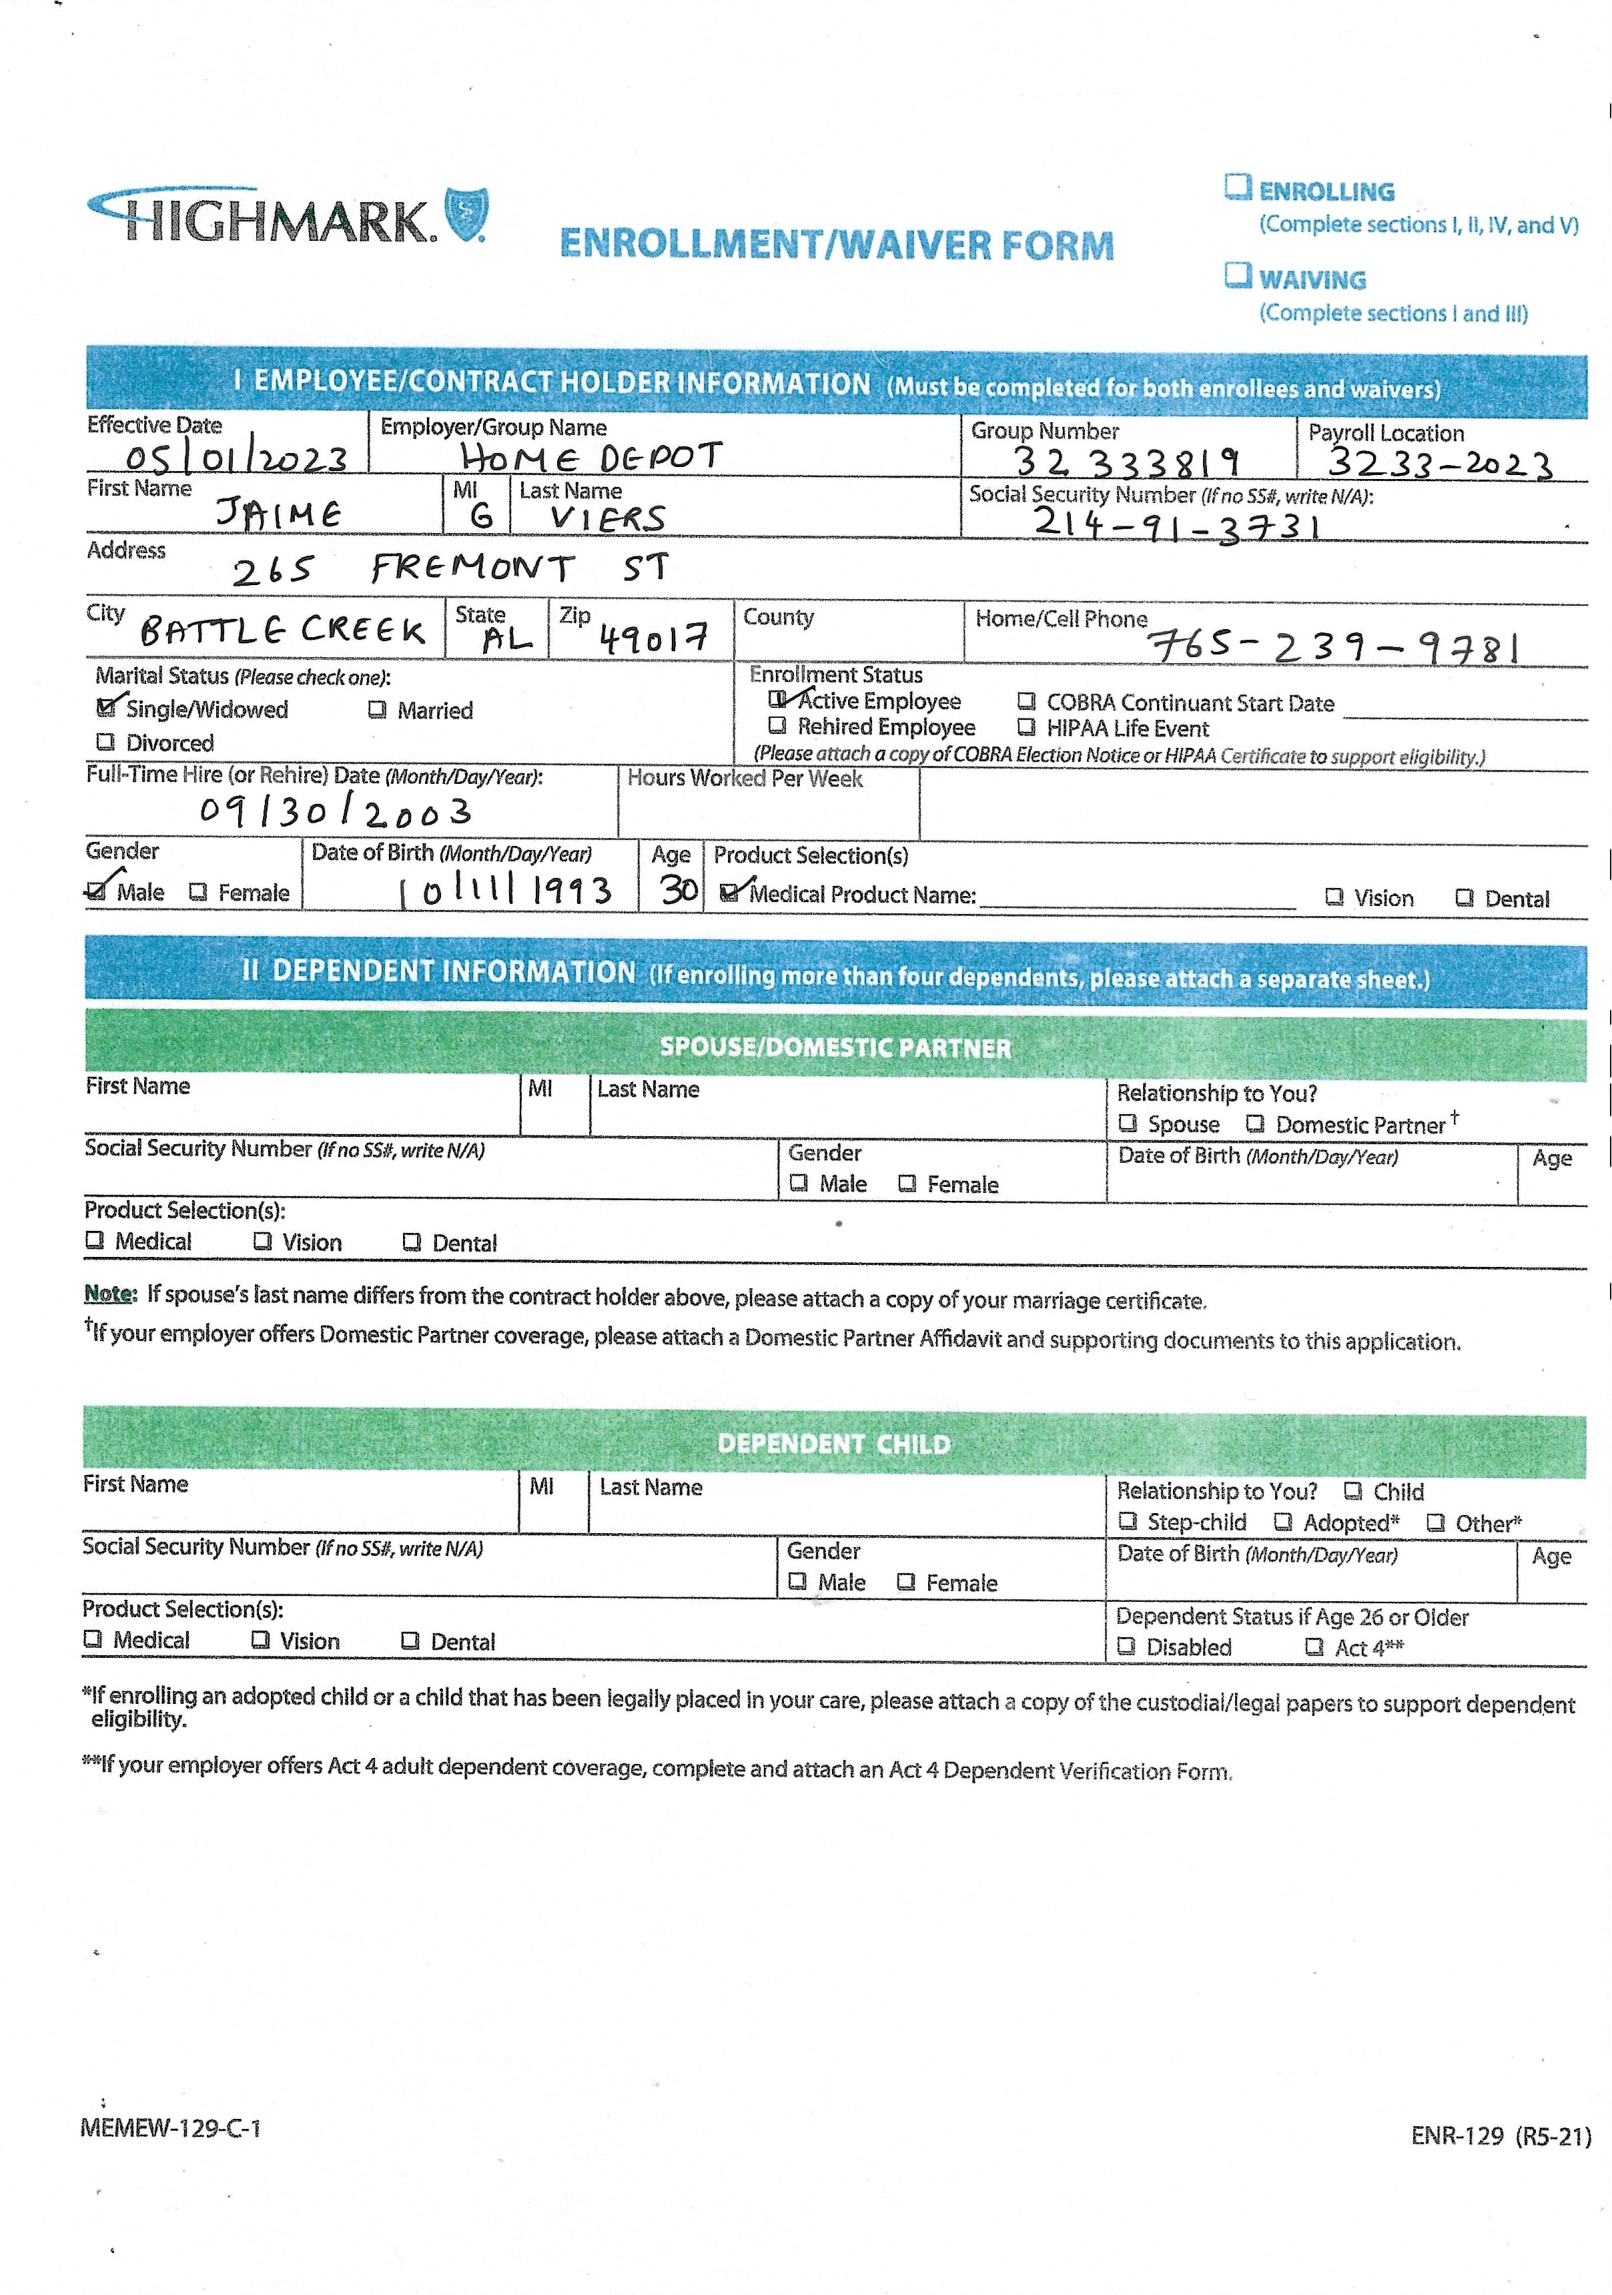 HIGHMARK.
ENROLLMENT/WAIVER FORM
☐ ENROLLING
(Complete sections I, II, IV, and V)
☐ WAIVING
(Complete sections I and III)
I EMPLOYEE/CONTRACT HOLDER INFORMATION (Must be completed for both enrollees and waivers)
Effective Date Employer/Group Name Group Number Payroll Location
05/01/2023 HOME DEPOT 32 333819 3233-2023
First Name MI Last Name Social Security Number (If no SS#, write N/A):
JAIME G VIERS 214-91-3731
Address
265 FREMONT ST
City BATTLE CREEK State AL Zip 49017 County Home/Cell Phone 765-239-9781
Marital Status (Please check one): Enrollment Status
☑ Single/Widowed ☐ Married ☑ Active Employee ☐ COBRA Continuant Start Date
☐ Divorced ☐ Rehired Employee ☐ HIPAA Life Event
(Please attach a copy of COBRA Election Notice or HIPAA Certificate to support eligibility.)
Full-Time Hire (or Rehire) Date (Month/Day/Year): Hours Worked Per Week
09/30/2003
Gender Date of Birth (Month/Day/Year) Age Product Selection(s)
☑ Male ☐ Female 10/11/1993 30 ☑ Medical Product Name: ☐ Vision ☐ Dental
II DEPENDENT INFORMATION (If enrolling more than four dependents, please attach a separate sheet.)
SPOUSE/DOMESTIC PARTNER
First Name MI Last Name Relationship to You?
☐ Spouse ☐ Domestic Partner†
Social Security Number (If no SS#, write N/A) Gender Date of Birth (Month/Day/Year) Age
☐ Male ☐ Female
Product Selection(s):
☐ Medical ☐ Vision ☐ Dental
Note: If spouse's last name differs from the contract holder above, please attach a copy of your marriage certificate.
†If your employer offers Domestic Partner coverage, please attach a Domestic Partner Affidavit and supporting documents to this application.
DEPENDENT CHILD
First Name MI Last Name Relationship to You? ☐ Child
☐ Step-child ☐ Adopted* ☐ Other*
Social Security Number (If no SS#, write N/A) Gender Date of Birth (Month/Day/Year) Age
☐ Male ☐ Female
Product Selection(s): Dependent Status if Age 26 or Older
☐ Medical ☐ Vision ☐ Dental ☐ Disabled ☐ Act 4**
*If enrolling an adopted child or a child that has been legally placed in your care, please attach a copy of the custodial/legal papers to support dependent
eligibility.
**If your employer offers Act 4 adult dependent coverage, complete and attach an Act 4 Dependent Verification Form.
MEMEW-129-C-1 ENR-129 (R5-21)